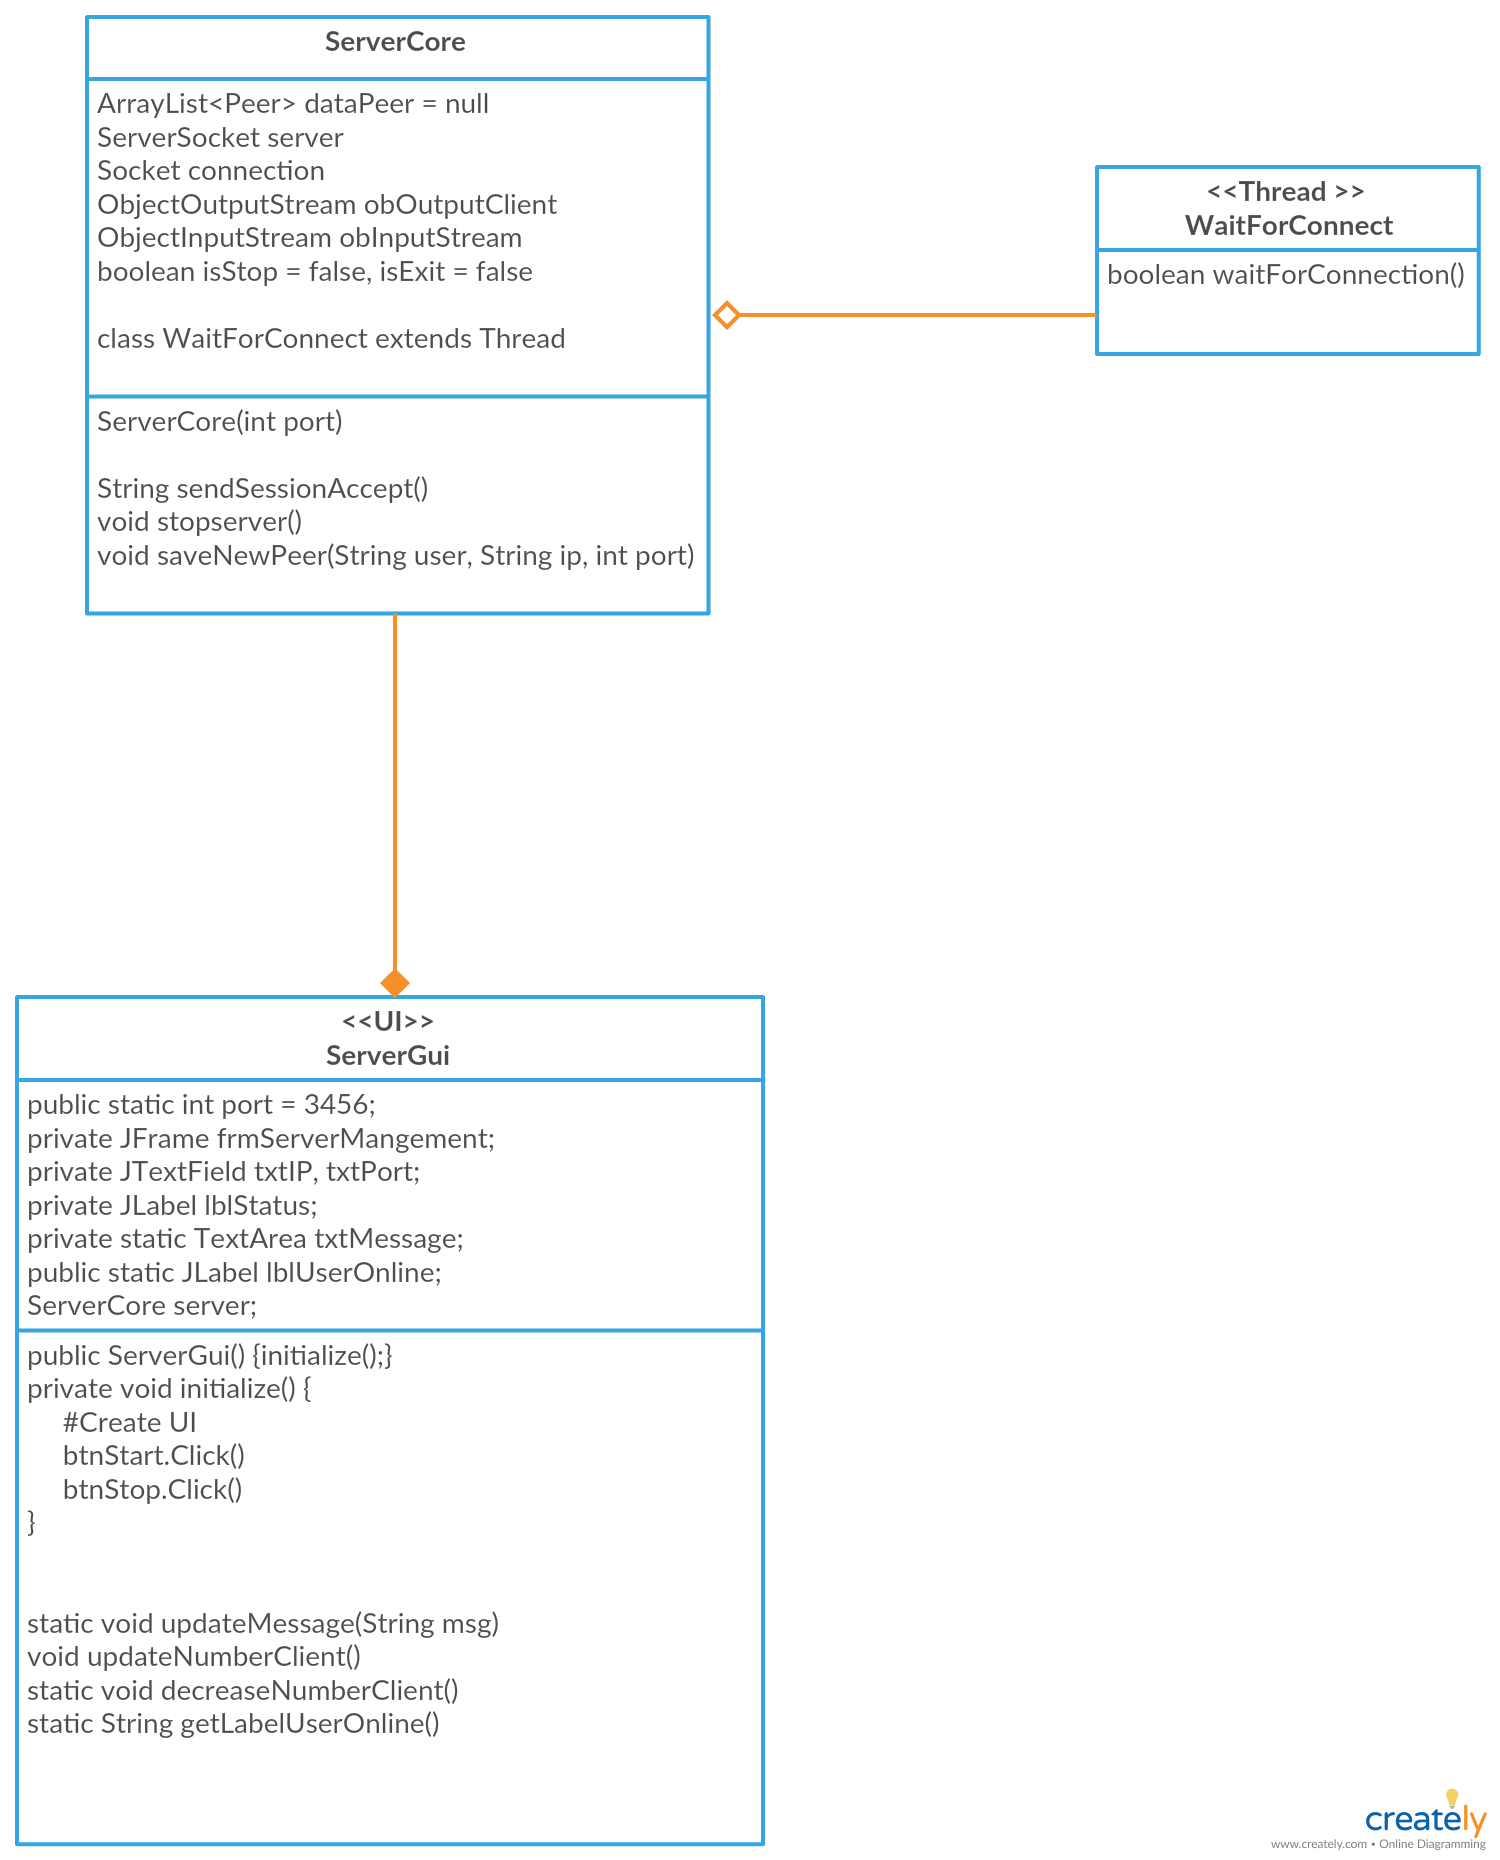 ServerCore
ArrayList<Peer> dataPeer = null
ServerSocket server
Socket connection
ObjectOutputStream obOutputClient
ObjectInputStream obInputStream
boolean isStop = false, isExit = false
class WaitForConnect extends Thread
ServerCore(int port)
String sendSessionAccept()
void stopserver()
void saveNewPeer(String user, String ip, int port)
<<Thread >>
WaitForConnect
boolean waitForConnection()
<<UI>>
ServerGui
public static int port = 3456;
private JFrame frmServerMangement;
private JTextField txtIP, txtPort;
private JLabel lblStatus;
private static TextArea txtMessage;
public static JLabel lblUserOnline;
ServerCore server;
public ServerGui() {initialize();}
private void initialize() {
#Create UI
btnStart.Click()
btnStop.Click()
}
static void updateMessage(String msg)
void updateNumberClient()
static void decreaseNumberClient()
static String getLabelUserOnline()
creately
www.creately.com • Online Diagramming